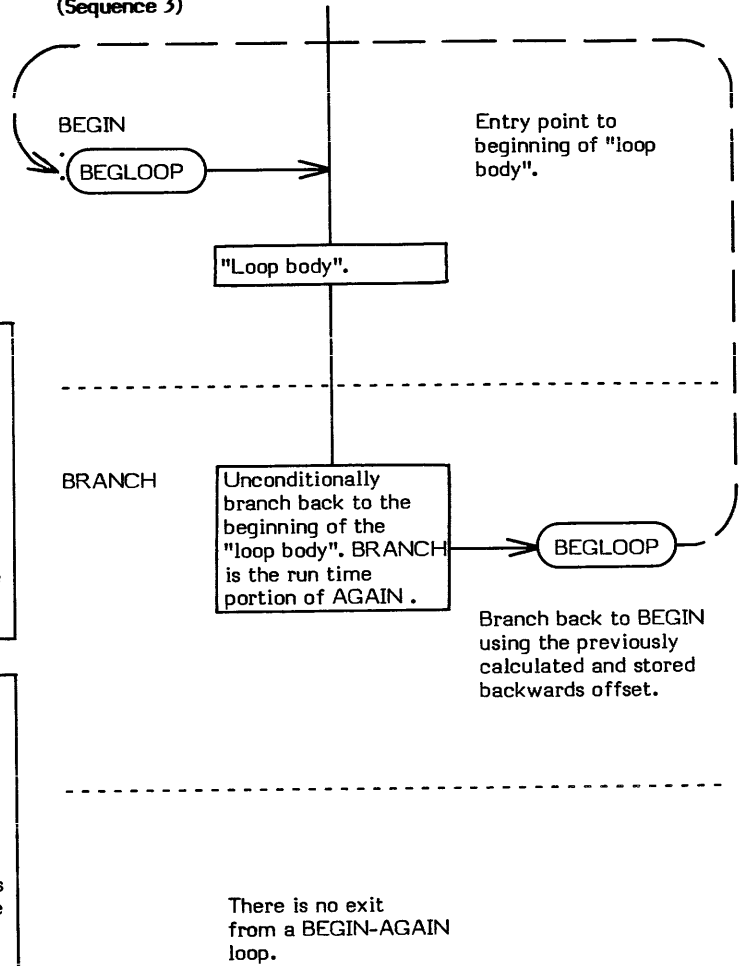 (Sequence 3)
BEGIN
Entry point to
beginning of "loop
body".
BEGLOOP
"Loop body".
BRANCH
Unconditionally
branch back to the
beginning of the
"loop body". BRANCH
is the run time
portion of AGAIN .
BEGLOOP
Branch back to BEGIN
using the previously
calculated and stored
backwards offset.
There is no exit
from a BEGIN-AGAIN
loop.